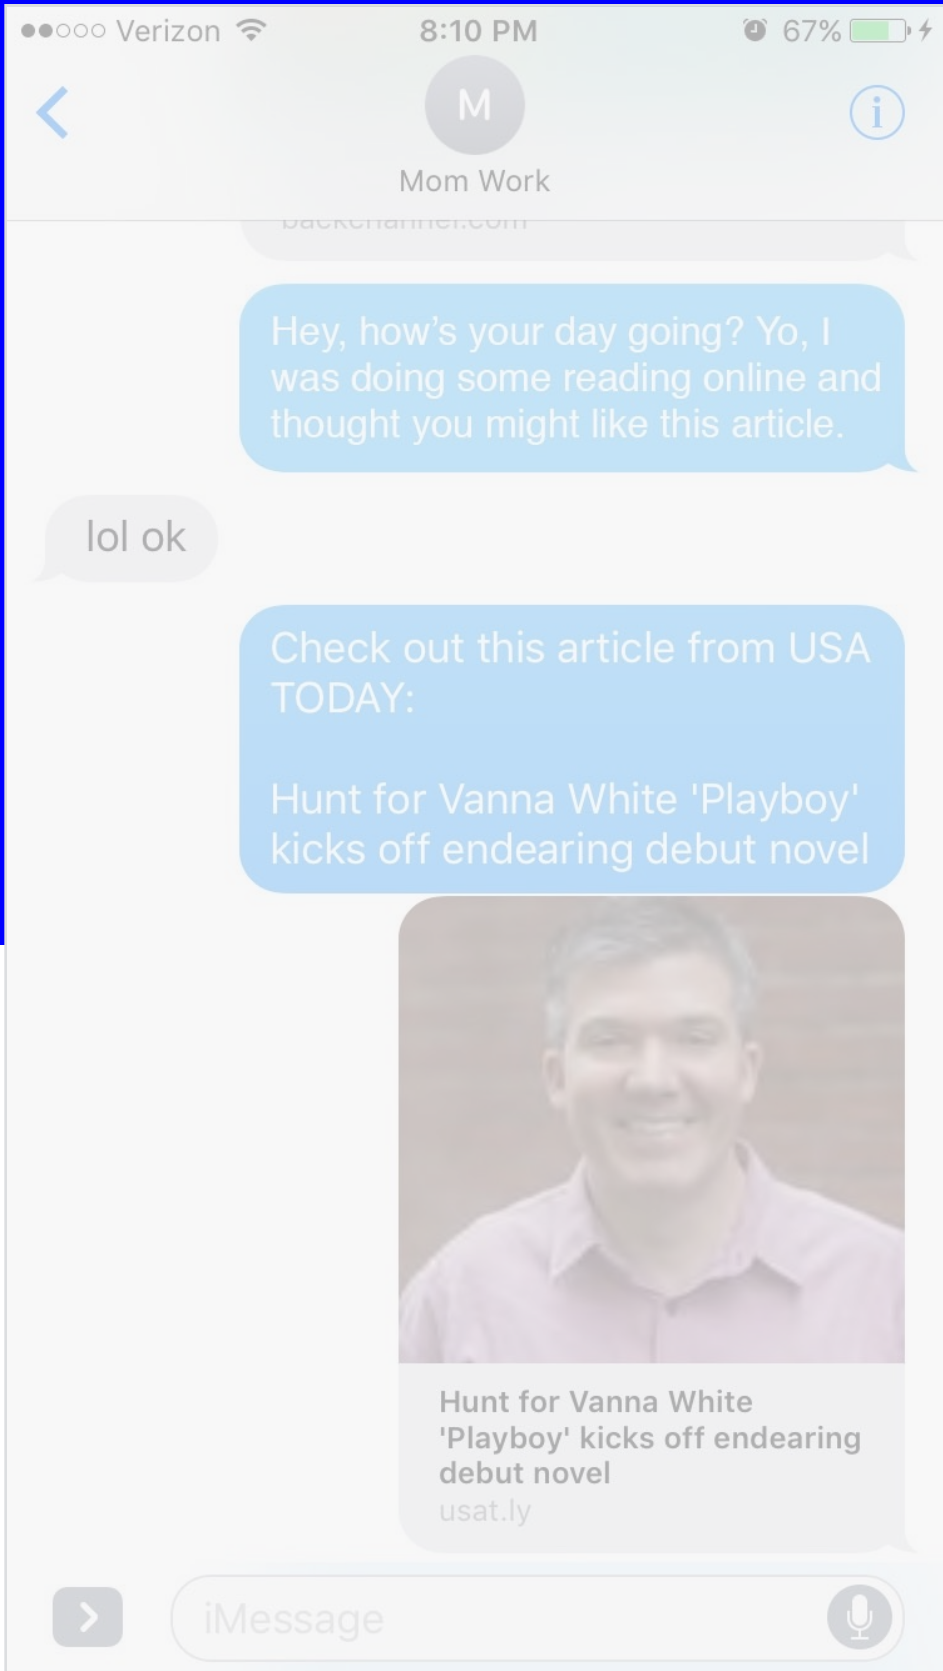 Verizon 8:10 PM 67%
M
Mom Work
backchannel.com
Hey, how's your day going? Yo, I
was doing some reading online and
thought you might like this article.
lol ok
Check out this article from USA
TODAY:
Hunt for Vanna White 'Playboy'
kicks off endearing debut novel
Hunt for Vanna White
'Playboy' kicks off endearing
debut novel
usat.ly
iMessage